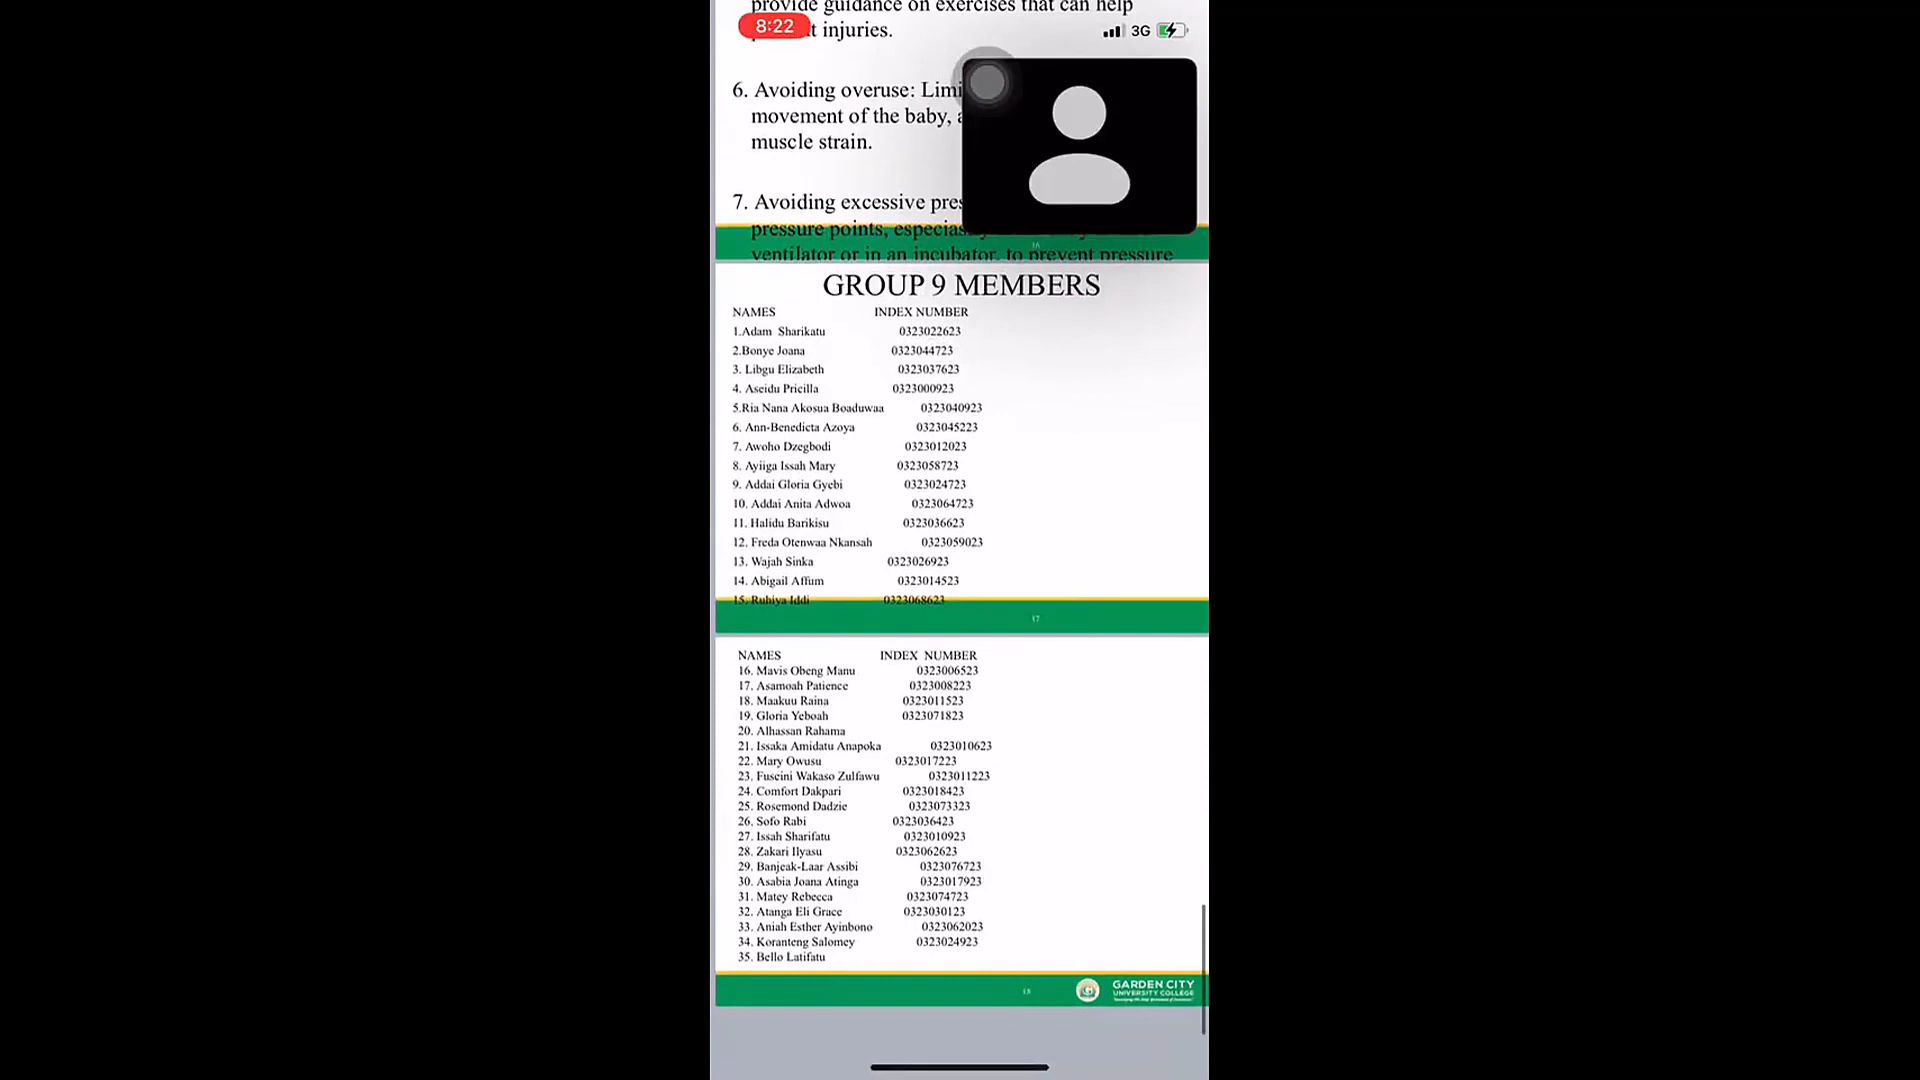 provide guidance on exercises that can help
t injuries.
8:22
3G
6. Avoiding overuse: Limi
movement of the baby, a
muscle strain.
7. Avoiding excessive pres
pressure points, especia
ventilator or in an incubator, to prevent pressure
16
GROUP 9 MEMBERS
NAMES INDEX NUMBER
1.Adam Sharikatu 0323022623
2.Bonye Joana 0323044723
3. Libgu Elizabeth 0323037623
4. Aseidu Pricilla 0323000923
5.Ria Nana Akosua Boaduwaa 0323040923
6. Ann-Benedicta Azoya 0323045223
7. Awoho Dzegbodi 0323012023
8. Ayiiga Issah Mary 0323058723
9. Addai Gloria Gyebi 0323024723
10. Addai Anita Adwoa 0323064723
11. Halidu Barikisu 0323036623
12. Freda Otenwaa Nkansah 0323059023
13. Wajah Sinka 0323026923
14. Abigail Affum 0323014523
15. Ruhiya Iddi 0323068623
17
NAMES INDEX NUMBER
16. Mavis Obeng Manu 0323006523
17. Asamoah Patience 0323008223
18. Maakuu Raina 0323011523
19. Gloria Yeboah 0323071823
20. Alhassan Rahama
21. Issaka Amidatu Anapoka 0323010623
22. Mary Owusu 0323017223
23. Fuseini Wakaso Zulfawu 0323011223
24. Comfort Dakpari 0323018423
25. Rosemond Dadzie 0323073323
26. Sofo Rabi 0323036423
27. Issah Sharifatu 0323010923
28. Zakari Ilyasu 0323062623
29. Banjeak-Laar Assibi 0323076723
30. Asabia Joana Atinga 0323017923
31. Matey Rebecca 0323074723
32. Atanga Eli Grace 0323030123
33. Aniah Esther Ayinbono 0323062023
34. Koranteng Salomey 0323024923
35. Bello Latifatu
18
GARDEN CITY
UNIVERSITY COLLEGE